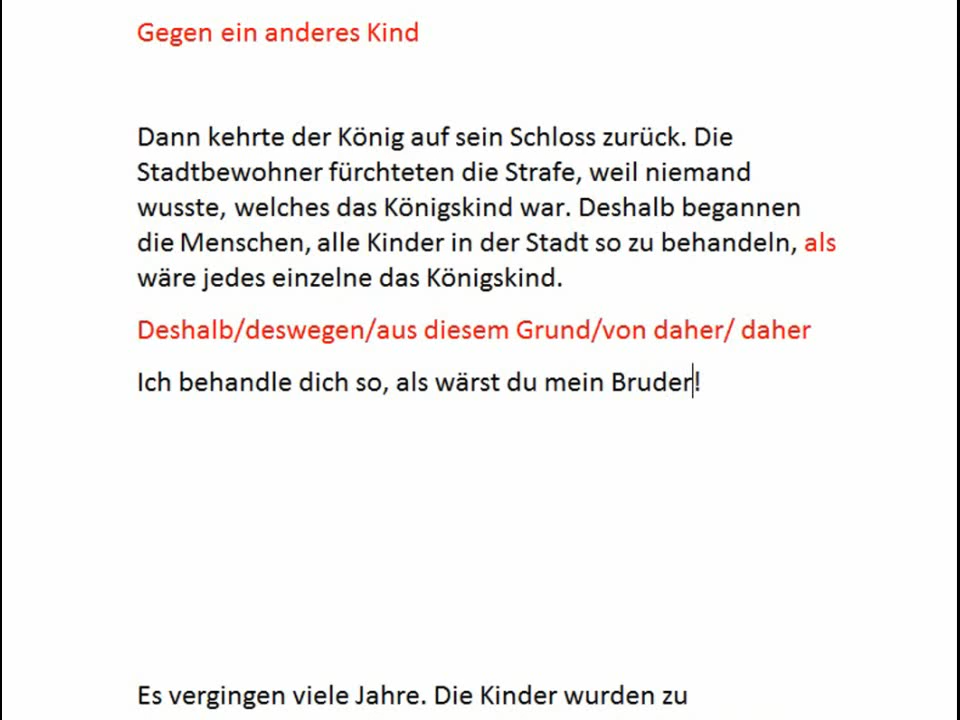 Gegen ein anderes Kind
Dann kehrte der König auf sein Schloss zurück. Die
Stadtbewohner fürchteten die Strafe, weil niemand
wusste, welches das Königskind war. Deshalb begannen
die Menschen, alle Kinder in der Stadt so zu behandeln, als
wäre jedes einzelne das Königskind.
Deshalb/deswegen/aus diesem Grund/von daher/ daher
Ich behandle dich so, als wärst du mein Bruder!
Es vergingen viele Jahre. Die Kinder wurden zu